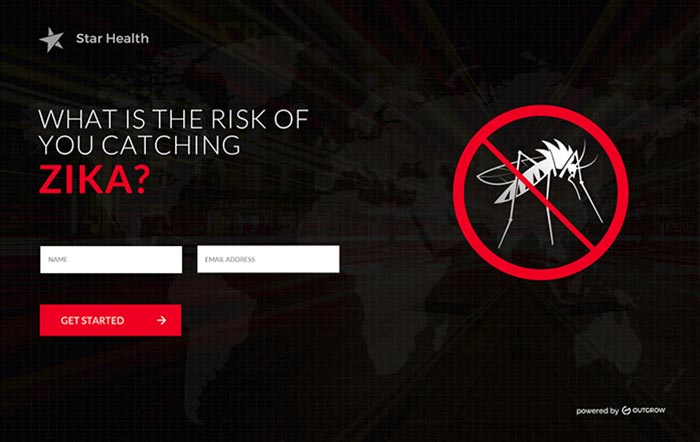 Star Health
WHAT IS THE RISK OF
YOU CATCHING
ZIKA?
NAME
EMAIL ADDRESS
GET STARTED
powered by OUTGROW